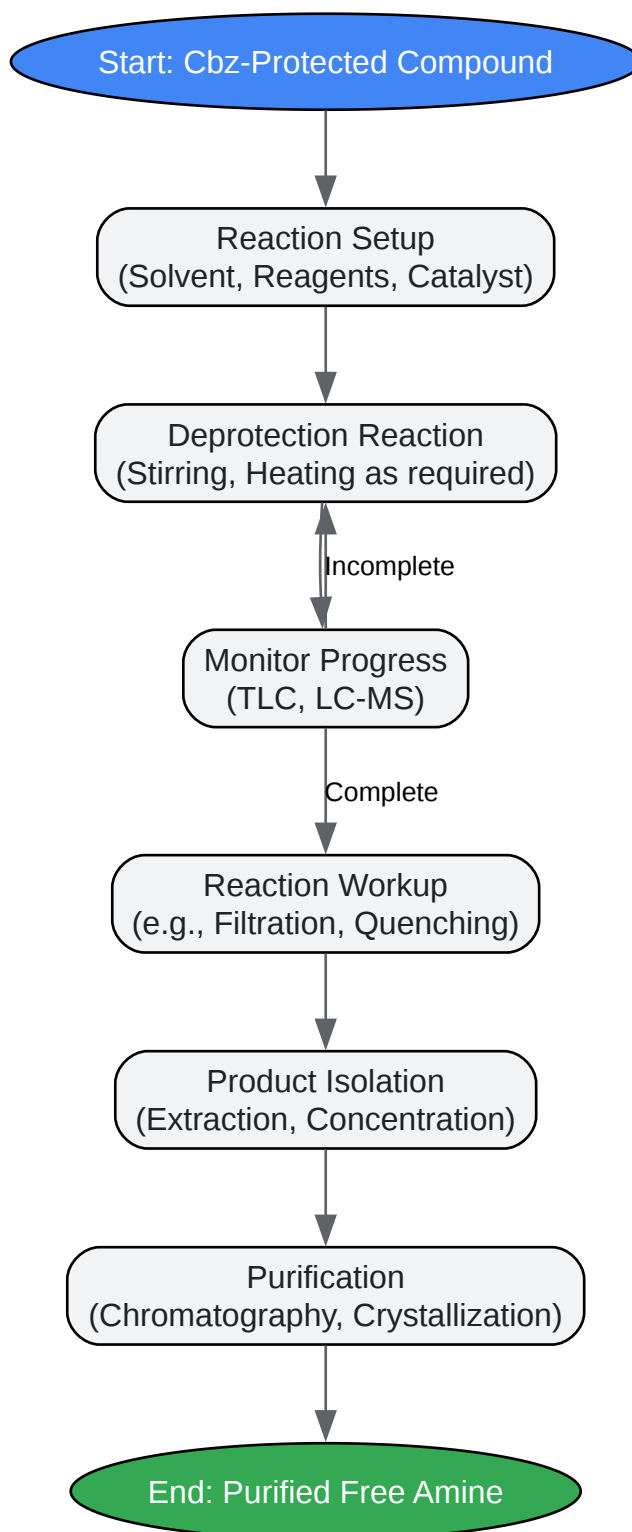 Start: Cbz-Protected Compound
Reaction Setup
(Solvent, Reagents, Catalyst)
Deprotection Reaction
(Stirring, Heating as required)
Incomplete
Monitor Progress
(TLC, LC-MS)
Complete
Reaction Workup
(e.g., Filtration, Quenching)
Product Isolation
(Extraction, Concentration)
Purification
(Chromatography, Crystallization)
End: Purified Free Amine